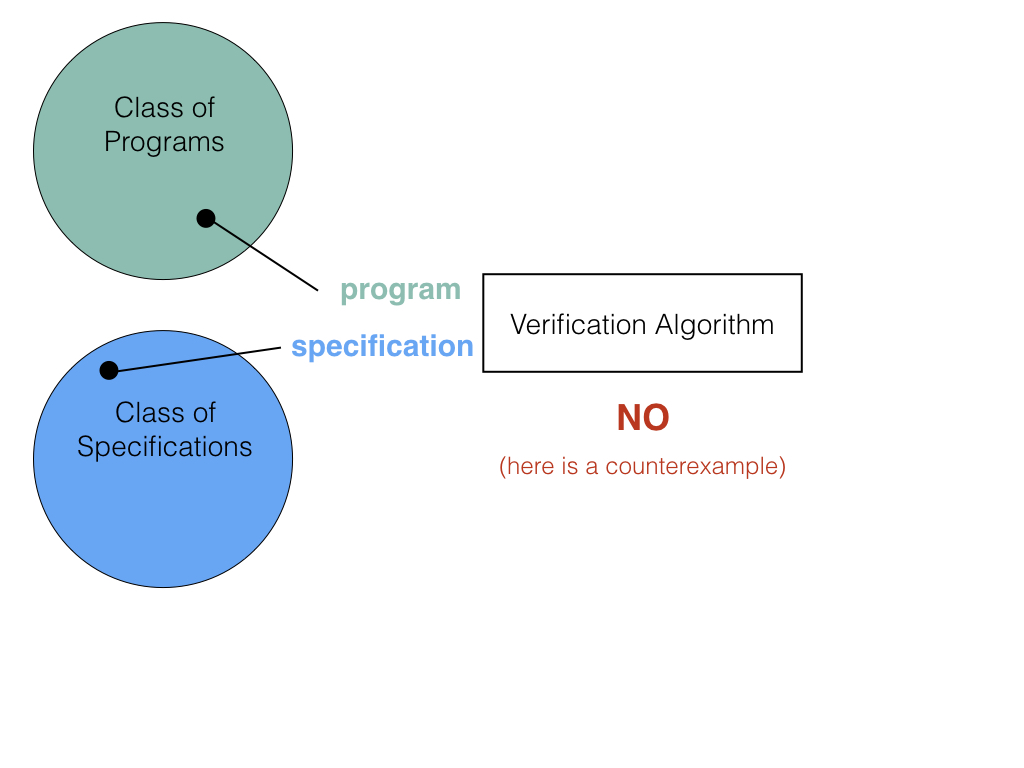 Class of
Programs
program
specification
Verification Algorithm
Class of
Specifications
NO
(here is a counterexample)